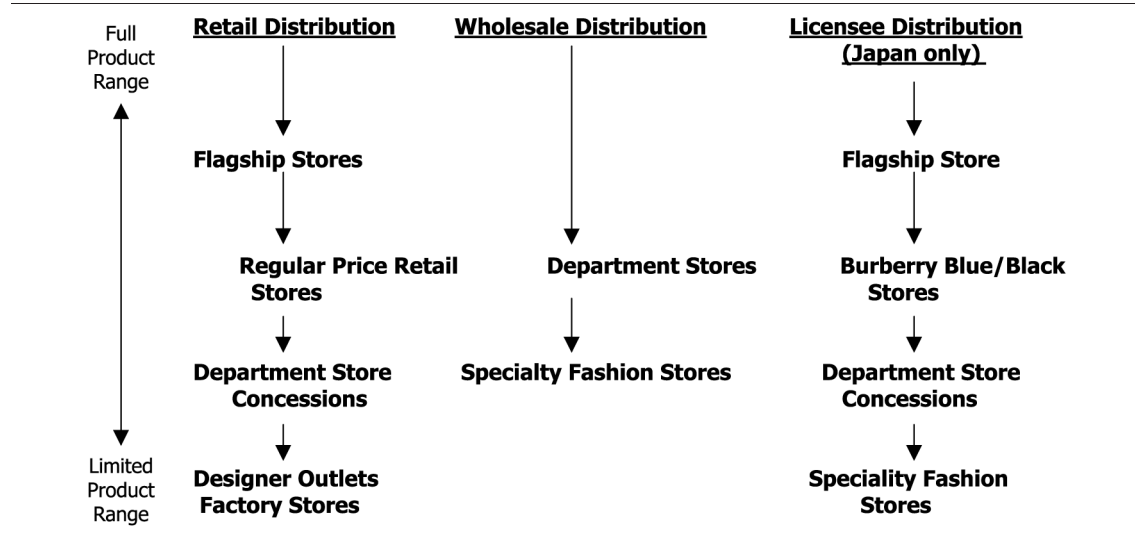 Full
Product
Range
Limited
Product
Range
Retail Distribution
Flagship Stores
Regular Price Retail
Stores
Department Store
Concessions
Designer Outlets
Factory Stores
Wholesale Distribution
Department Stores
Specialty Fashion Stores
Licensee Distribution
(Japan only)
Flagship Store
Burberry Blue/Black
Stores
Department Store
Concessions
Speciality Fashion
Stores